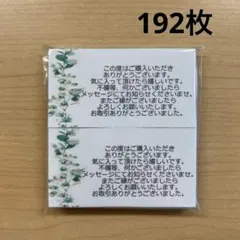 192枚
この度はご購入いただき
ありがとうございます。
気に入って頂けたら嬉しいです。
不備等、何かございましたら
メッセージにてお知らせくださいませ。
またご縁がございましたら
よろしくお願いいたします。
お取引ありがとうございました。
この度はご購入いただき
ありがとうございます。
気に入って頂けたら嬉しいです。
不備等、何かございましたら
メッセージにてお知らせくださいませ。
またご縁がございましたら
よろしくお願いいたします。
お取引ありがとうございました。